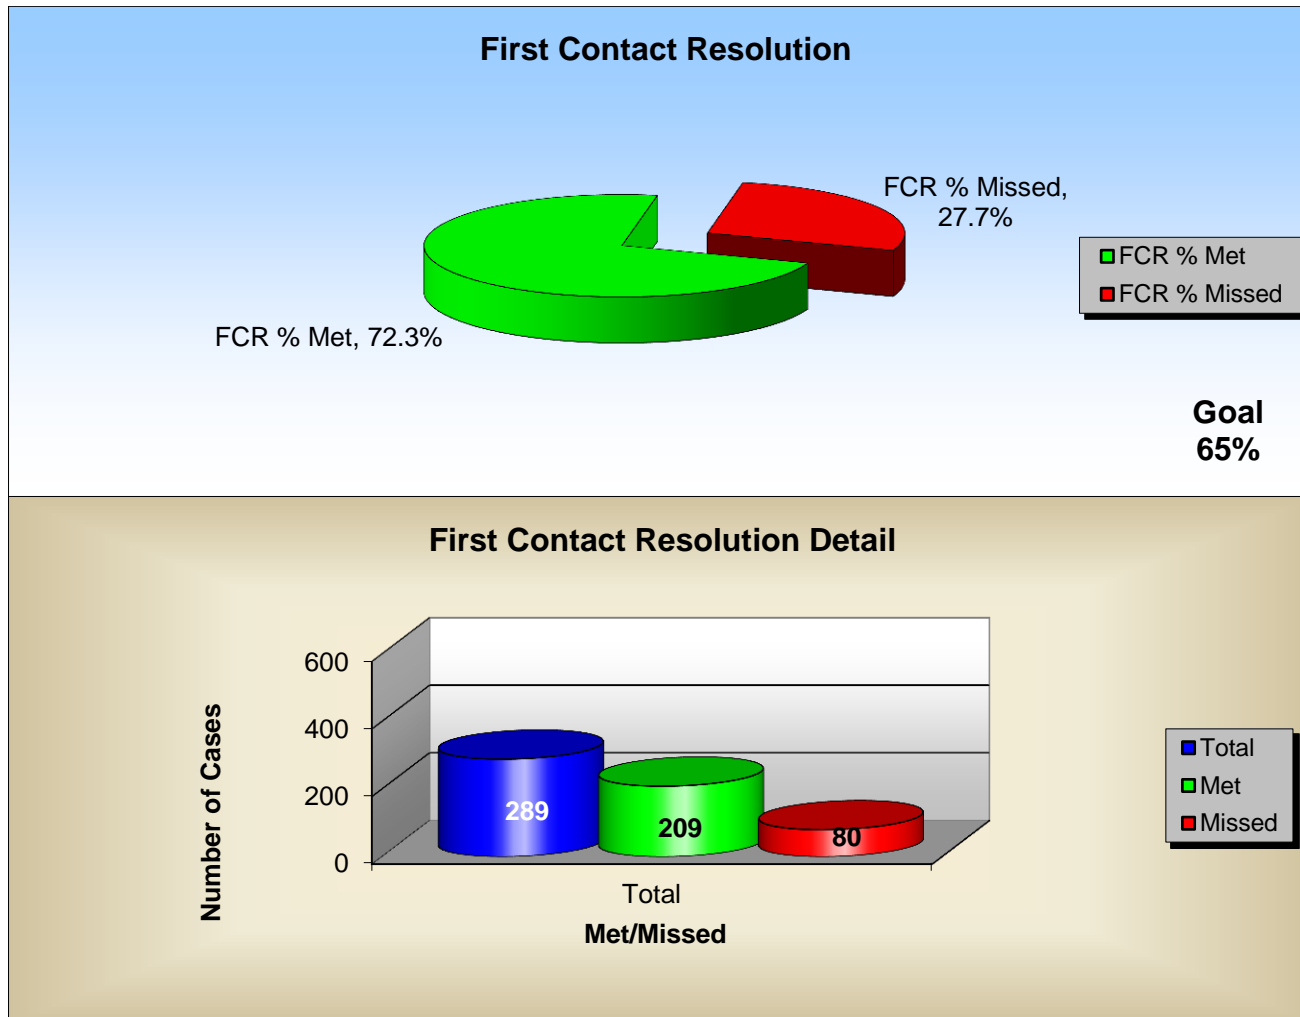 First Contact Resolution
FCR % Missed,
27.7%
FCR % Met, 72.3%
FCR % Met
FCR % Missed
Goal
65%
First Contact Resolution Detail
Number of Cases
600
400
200
0
289
209
80
Total
Met/Missed
Total
Met
Missed